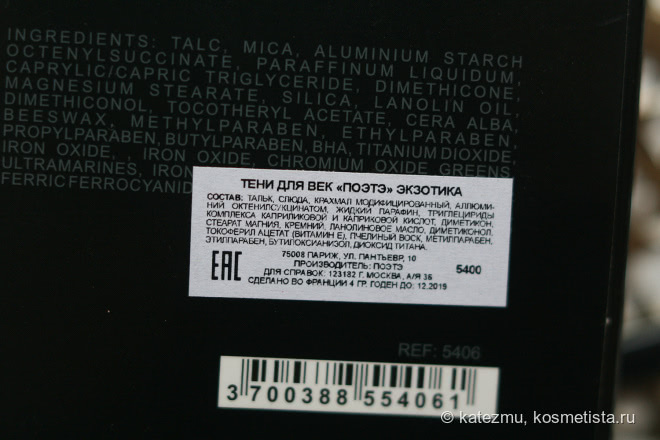 INGREDIENTS: TALC, MICA, ALUMINIUM STARCH
OCTENYLSUCCINATE, PARAFFINUM LIQUIDUM,
CAPRYLIC/CAPRIC TRIGLYCERIDE, DIMETHICONE,
MAGNESIUM STEARATE, SILICA, LANOLIN OIL,
DIMETHICONOL, TOCOTHERYL ACETATE, CERA ALBA,
BEESWAX, METHYLPARABEN, ETHYLPARABEN,
PROPYLPARABEN, BUTYLPARABEN, BHA, TITANIUM DIOXIDE,
IRON OXIDE, , IRON OXIDE, CHROMIUM OXIDE GREENS,
ULTRAMARINES, IRON
FERRICFERROCYANID
ТЕНИ ДЛЯ ВЕК «ПОЭТЭ» ЭКЗОТИКА
СОСТАВ: ТАЛЬК, СЛЮДА, КРАХМАЛ МОДИФИЦИРОВАННЫЙ, АЛЛЮМИ-
НИЙ ОКТЕНИЛСУКЦИНАТОМ, ЖИДКИЙ ПАРАФИН, ТРИГЛЕЦИРИДЫ
КОМПЛЕКСА КАПРИЛИКОВОЙ И КАПРИКОВОЙ КИСЛОТ, ДИМЕТИКОН,
СТЕАРАТ МАГНИЯ, КРЕМНИЙ, ЛАНОЛИНОВОЕ МАСЛО, ДИМЕТИКОНОЛ,
ТОКОФЕРИЛ АЦЕТАТ (ВИТАМИН Е), ПЧЕЛИНЫЙ ВОСК, МЕТИЛПАРАБЕН,
ЭТИЛПАРАБЕН, БУТИЛОКСИАНИЗОЛ, ДИОКСИД ТИТАНА.
75008 ПАРИЖ, УЛ. ПАНТЬЕВР, 10
ПРОИЗВОДИТЕЛЬ: ПОЭТЭ
ДЛЯ СПРАВОК: 123182 Г. МОСКВА, А/Я 36
СДЕЛАНО ВО ФРАНЦИИ 4 ГР. ГОДЕН ДО: 12.2019
EAC
5400
REF: 5406
3 700388 554061
© katezmu, kosmetista.ru